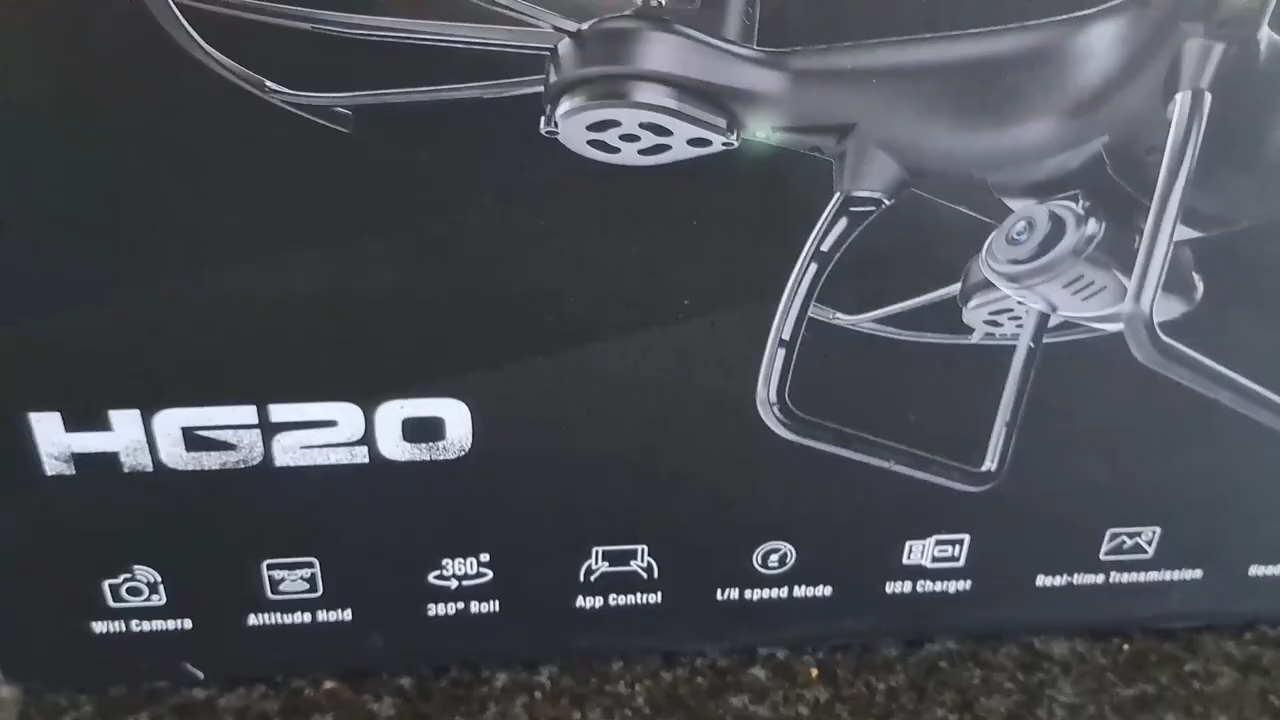 HG20
360°
Wifi Camera
Altitude Hold
360° Roll
App Control
L/H speed Mode
USB Charger
Real-time Transmission